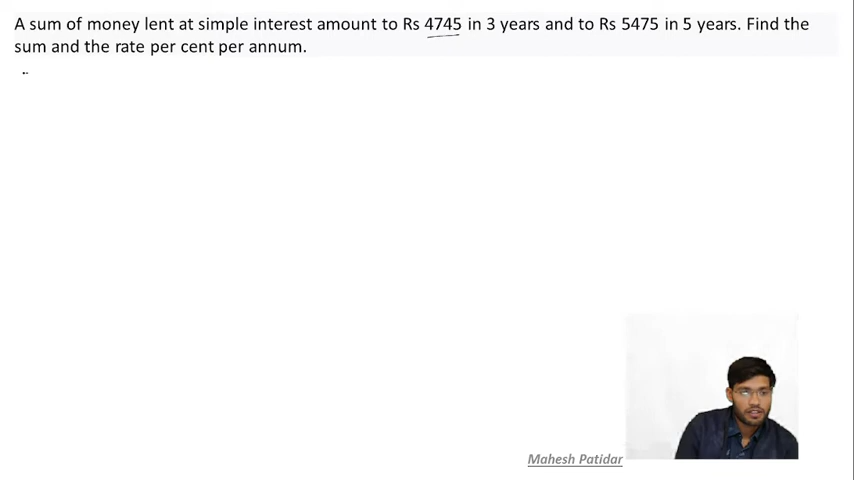 A sum of money lent at simple interest amount to Rs 4745 in 3 years and to Rs 5475 in 5 years. Find the
sum and the rate per cent per annum.
Mahesh Patidar